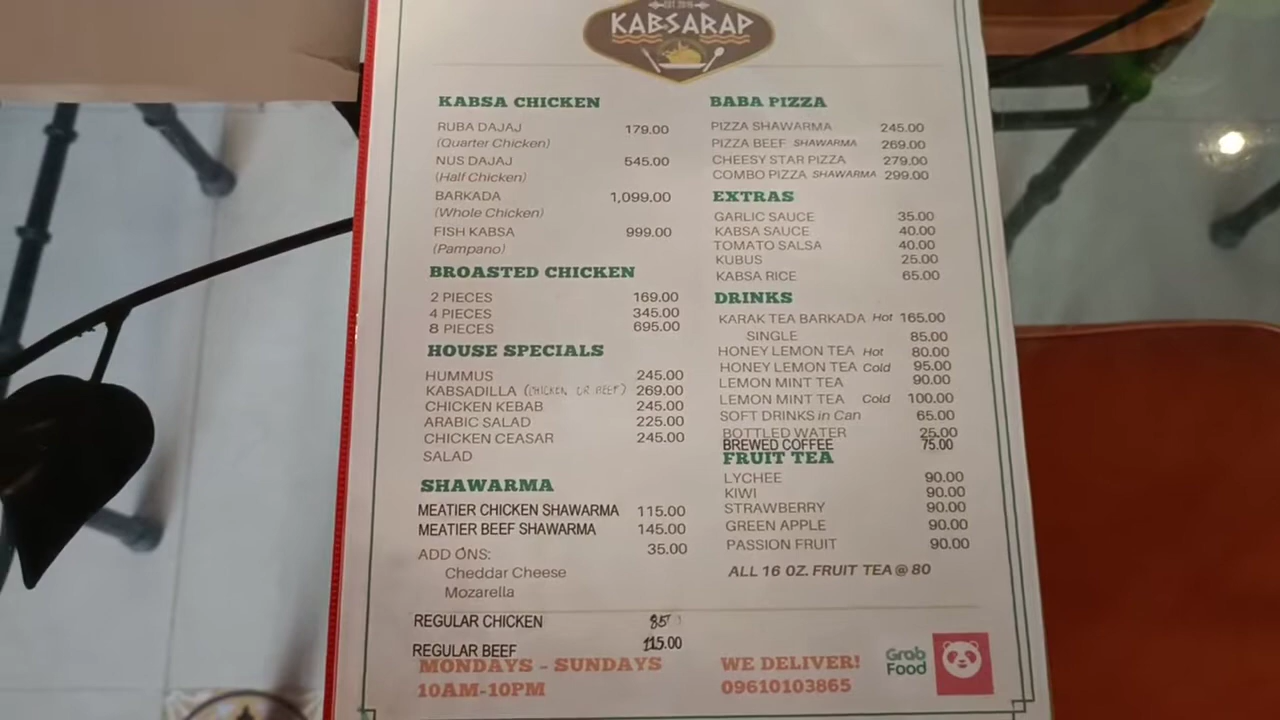 EST. 2016
KABSARAP
KABSA CHICKEN
RUBA DAJAJ 179.00
(Quarter Chicken)
NUS DAJAJ 545.00
(Half Chicken)
BARKADA 1,099.00
(Whole Chicken)
FISH KABSA 999.00
(Pampano)
BROASTED CHICKEN
2 PIECES 169.00
4 PIECES 345.00
8 PIECES 695.00
HOUSE SPECIALS
HUMMUS 245.00
KABSADILLA (CHICKEN OR BEEF) 269.00
CHICKEN KEBAB 245.00
ARABIC SALAD 225.00
CHICKEN CEASAR 245.00
SALAD
SHAWARMA
MEATIER CHICKEN SHAWARMA 115.00
MEATIER BEEF SHAWARMA 145.00
ADD ONS: 35.00
Cheddar Cheese
Mozarella
REGULAR CHICKEN 85
REGULAR BEEF 115.00
MONDAYS - SUNDAYS
10AM-10PM
BABA PIZZA
PIZZA SHAWARMA 245.00
PIZZA BEEF SHAWARMA 269.00
CHEESY STAR PIZZA 279.00
COMBO PIZZA SHAWARMA 299.00
EXTRAS
GARLIC SAUCE 35.00
KABSA SAUCE 40.00
TOMATO SALSA 40.00
KUBUS 25.00
KABSA RICE 65.00
DRINKS
KARAK TEA BARKADA Hot 165.00
SINGLE 85.00
HONEY LEMON TEA Hot 80.00
HONEY LEMON TEA Cold 95.00
LEMON MINT TEA 90.00
LEMON MINT TEA Cold 100.00
SOFT DRINKS in Can 65.00
BOTTLED WATER 25.00
BREWED COFFEE 75.00
FRUIT TEA
LYCHEE 90.00
KIWI 90.00
STRAWBERRY 90.00
GREEN APPLE 90.00
PASSION FRUIT 90.00
ALL 16 OZ. FRUIT TEA @ 80
WE DELIVER!
09610103865
Grab
Food